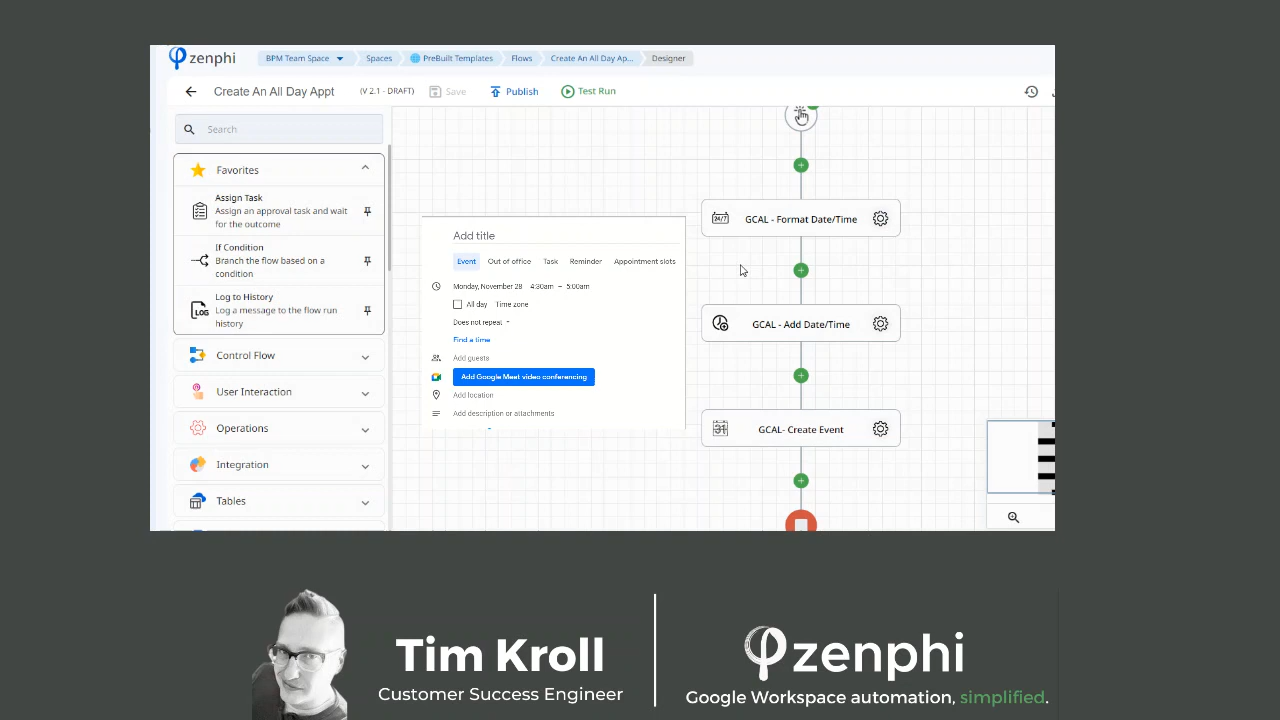 zenphi
BPM Team Space
Spaces
PreBuilt Templates
Flows
Create An All Day Ap...
Designer
Create An All Day Appt
(V 2.1 - DRAFT)
Save
Publish
Test Run
Search
Favorites
Assign Task
Assign an approval task and wait
for the outcome
If Condition
Branch the flow based on a
condition
LOG
Log to History
Log a message to the flow run
history
Control Flow
User Interaction
Operations
Integration
Tables
Add title
Event Out of office Task Reminder Appointment slots
Monday, November 28 4:30am – 5:00am
All day Time zone
Does not repeat
Find a time
Add guests
Add Google Meet video conferencing
Add location
Add description or attachments
24/7
GCAL - Format Date/Time
GCAL - Add Date/Time
31
GCAL- Create Event
Tim Kroll
Customer Success Engineer
zenphi
Google Workspace automation, simplified.